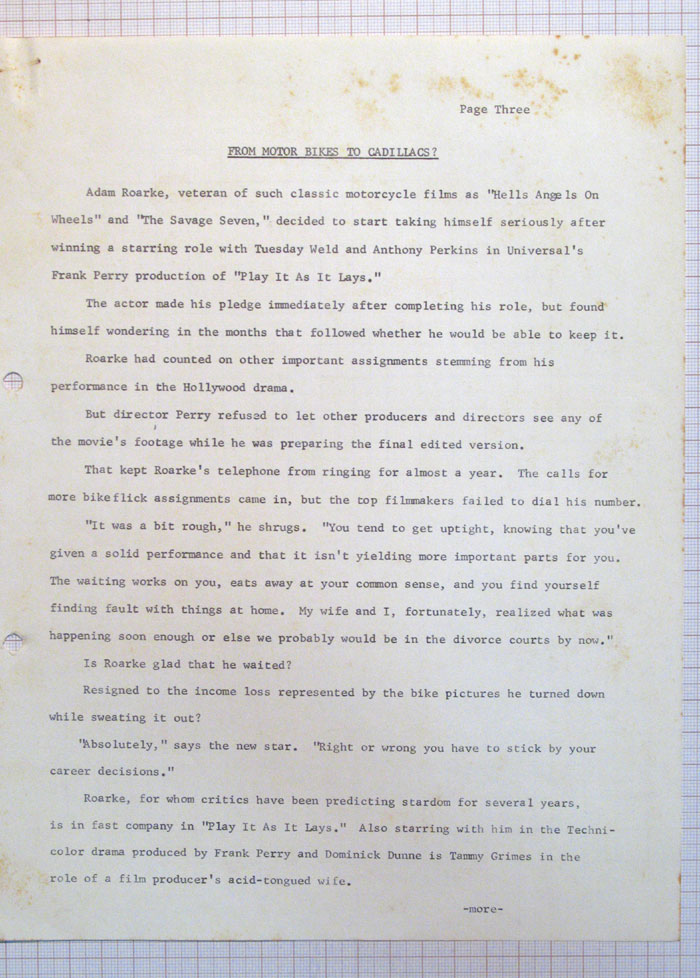 Page Three
FROM MOTOR BIKES TO CADILLACS?
Adam Roarke, veteran of such classic motorcycle films as "Hells Angels On
Wheels" and "The Savage Seven," decided to start taking himself seriously after
winning a starring role with Tuesday Weld and Anthony Perkins in Universal's
Frank Perry production of "Play It As It Lays."
The actor made his pledge immediately after completing his role, but found
himself wondering in the months that followed whether he would be able to keep it.
Roarke had counted on other important assignments stemming from his
performance in the Hollywood drama.
But director Perry refused to let other producers and directors see any of
the movie's footage while he was preparing the final edited version.
That kept Roarke's telephone from ringing for almost a year. The calls for
more bikeflick assignments came in, but the top filmmakers failed to dial his number.
"It was a bit rough," he shrugs. "You tend to get uptight, knowing that you've
given a solid performance and that it isn't yielding more important parts for you.
The waiting works on you, eats away at your common sense, and you find yourself
finding fault with things at home. My wife and I, fortunately, realized what was
happening soon enough or else we probably would be in the divorce courts by now."
Is Roarke glad that he waited?
Resigned to the income loss represented by the bike pictures he turned down
while sweating it out?
"Absolutely," says the new star. "Right or wrong you have to stick by your
career decisions."
Roarke, for whom critics have been predicting stardom for several years,
is in fast company in "Play It As It Lays." Also starring with him in the Techni-
color drama produced by Frank Perry and Dominick Dunne is Tammy Grimes in the
role of a film producer's acid-tongued wife.
-more-